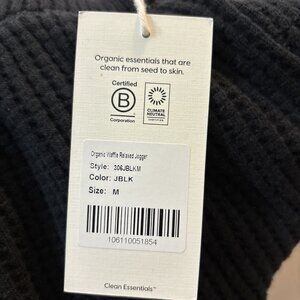 Organic essentials that are
clean from seed to skin.
Certified
B
Corporation
CLIMATE
NEUTRAL
CERTIFIED
Organic Waffle Relaxed Jogger
Style: 306JBLKM
Color: JBLK
Size: M
106110051854
Clean Essentials™